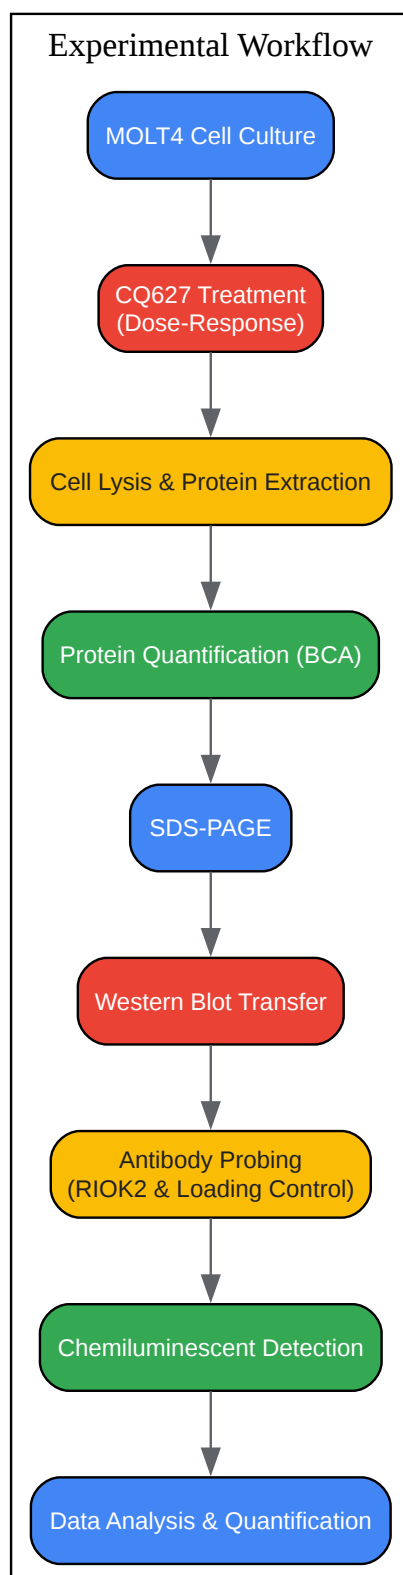 Experimental Workflow
MOLT4 Cell Culture
CQ627 Treatment
(Dose-Response)
Cell Lysis & Protein Extraction
Protein Quantification (BCA)
SDS-PAGE
Western Blot Transfer
Antibody Probing
(RIOK2 & Loading Control)
Chemiluminescent Detection
Data Analysis & Quantification